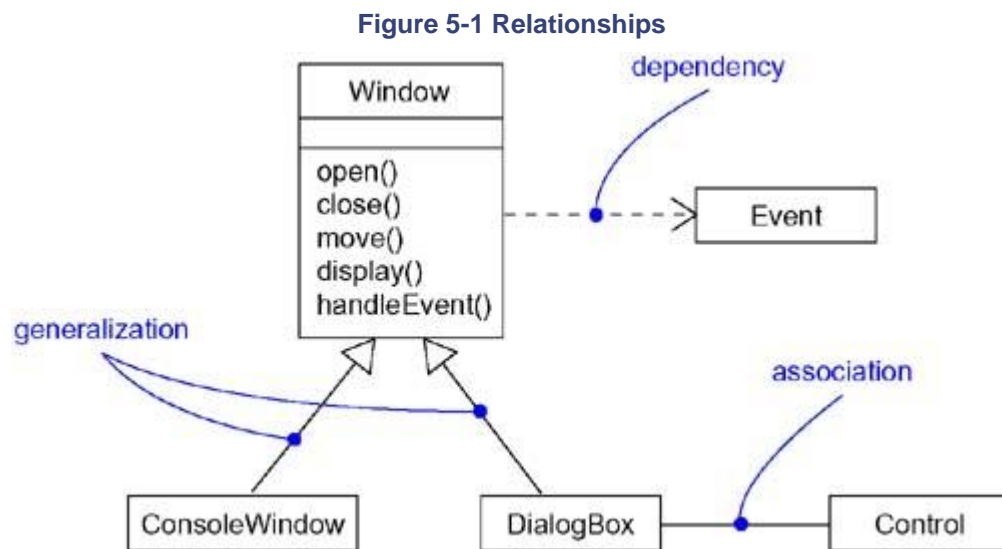 Figure 5-1 Relationships
dependency
Window
open()
close()
move()
display()
handleEvent()
Event
generalization
association
ConsoleWindow
DialogBox
Control